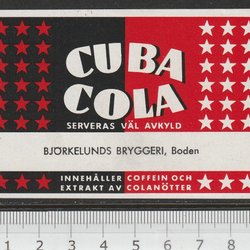 CUBA
COLA
SERVERAS VÄL AVKYLD
BJÖRKELUNDS BRYGGERI, Boden
INNEHÅLLER COFFEIN OCH
EXTRAKT AV COLANÖTTER